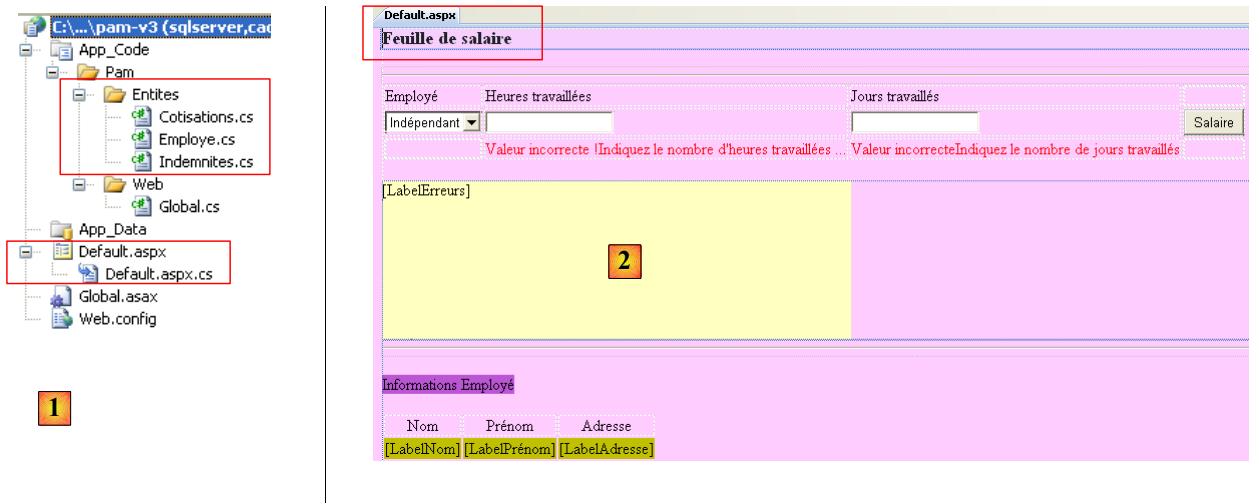 C:\...\pam-v3 (sqlserver,cac
App_Code
Pam
Entites
Cotisations.cs
Employe.cs
Indemnites.cs
Web
Global.cs
App_Data
Default.aspx
Default.aspx.cs
Global.asax
Web.config
1
Default.aspx
Feuille de salaire
Employé Heures travaillées Jours travaillés
Indépendant Salaire
Valeur incorrecte !Indiquez le nombre d'heures travaillées ... Valeur incorrecteIndiquez le nombre de jours travaillés
[LabelErreurs]
2
Informations Employé
Nom Prénom Adresse
[LabelNom] [LabelPrénom] [LabelAdresse]